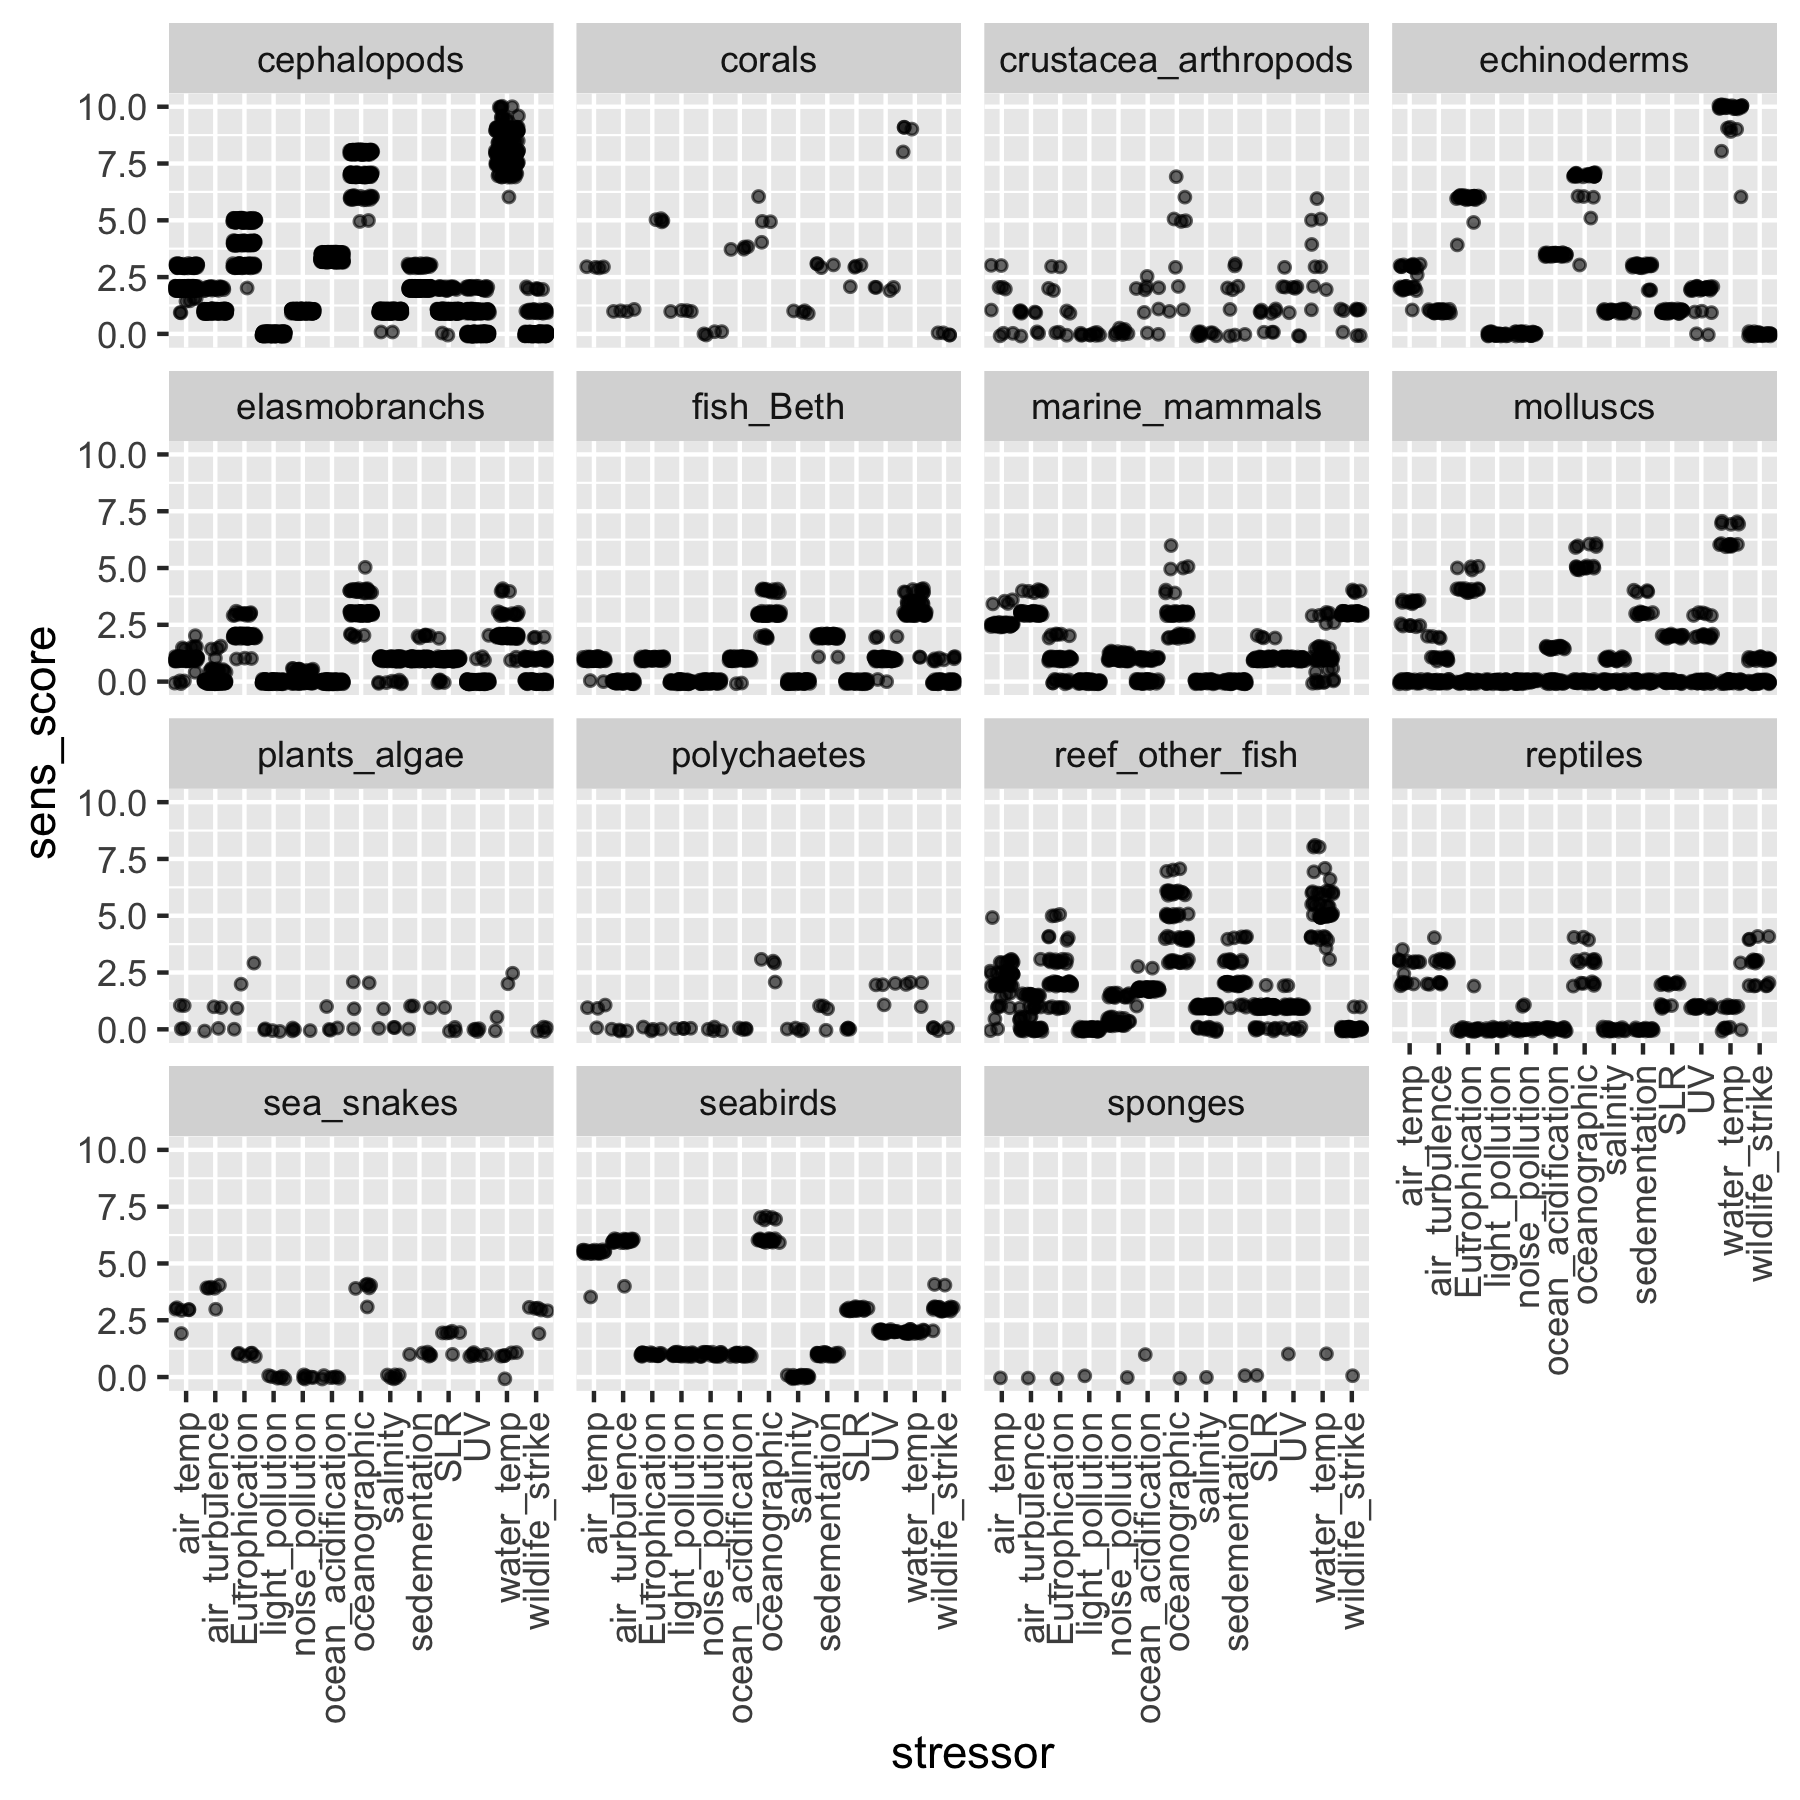 cephalopods
corals
crustacea_arthropods
echinoderms
10.0
7.5
5.0
2.5
0.0
elasmobranchs
fish_Beth
marine_mammals
molluscs
10.0
7.5
5.0
2.5
0.0
sens_score
plants_algae
polychaetes
reef_other_fish
reptiles
10.0
7.5
5.0
2.5
0.0
air_temp
air_turbulence
Eutrophication
light_pollution
noise_pollution
ocean_acidification
oceanographic
salinity
sedementation
SLR
UV
water_temp
wildlife_strike
sea_snakes
seabirds
sponges
10.0
7.5
5.0
2.5
0.0
air_temp
air_turbulence
Eutrophication
light_pollution
noise_pollution
ocean_acidification
oceanographic
salinity
sedementation
SLR
UV
water_temp
wildlife_strike
air_temp
air_turbulence
Eutrophication
light_pollution
noise_pollution
ocean_acidification
oceanographic
salinity
sedementation
SLR
UV
water_temp
wildlife_strike
air_temp
air_turbulence
Eutrophication
light_pollution
noise_pollution
ocean_acidification
oceanographic
salinity
sedementation
SLR
UV
water_temp
wildlife_strike
stressor